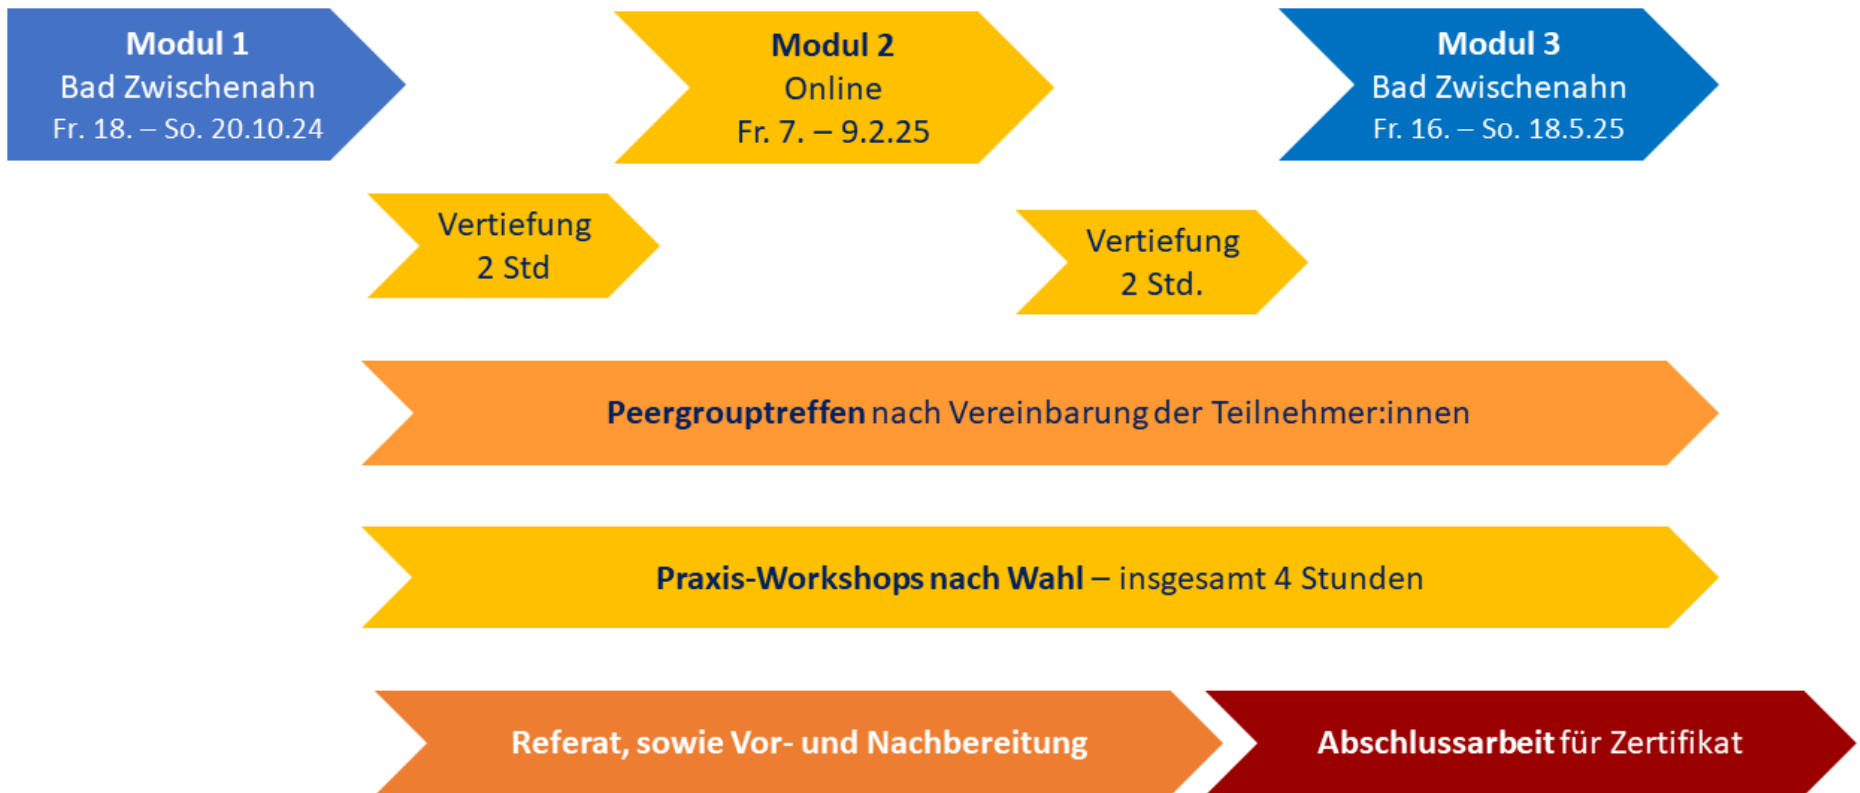 Modul 1
Bad Zwischenahn
Fr. 18. – So. 20.10.24
Modul 2
Online
Fr. 7. – 9.2.25
Modul 3
Bad Zwischenahn
Fr. 16. – So. 18.5.25
Vertiefung
2 Std
Vertiefung
2 Std.
Peergrouptreffen nach Vereinbarung der Teilnehmer:innen
Praxis-Workshops nach Wahl – insgesamt 4 Stunden
Referat, sowie Vor- und Nachbereitung
Abschlussarbeit für Zertifikat